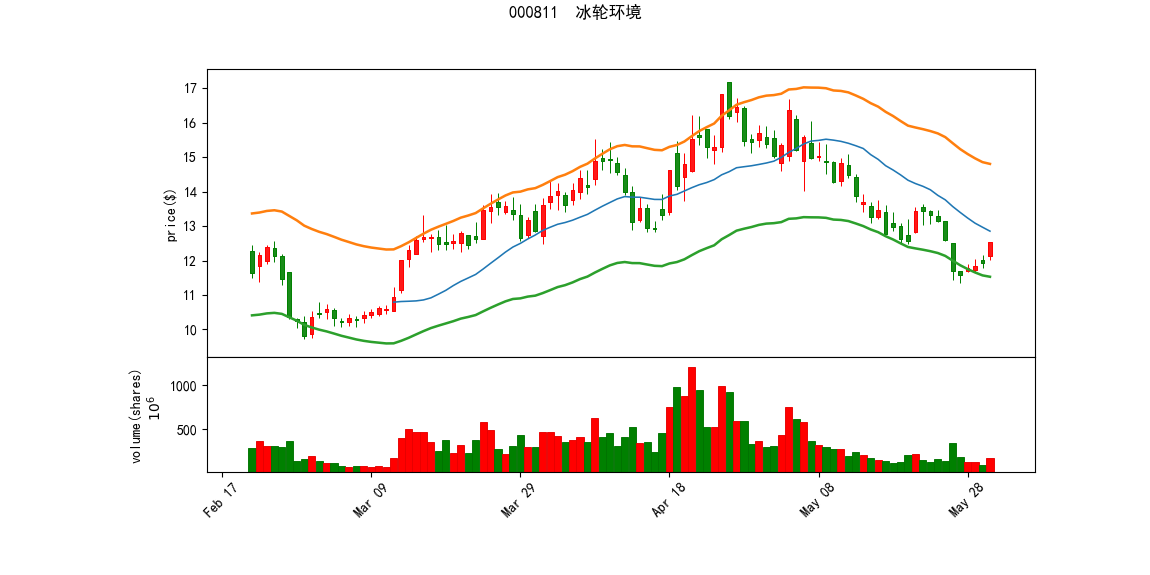 000811  冰轮环境
price($)
17
16
15
14
13
12
11
10
volume(shares)
10^6
1000
500
Feb 17
Mar 09
Mar 29
Apr 18
May 08
May 28